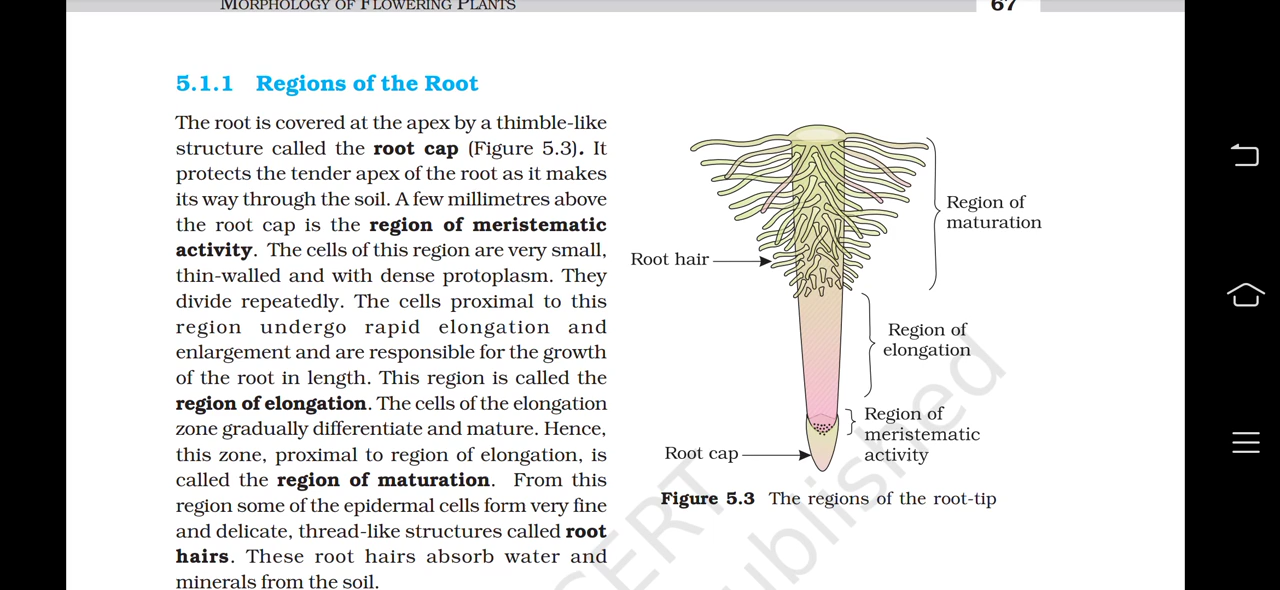 MORPHOLOGY OF FLOWERING PLANTS
67
5.1.1 Regions of the Root
The root is covered at the apex by a thimble-like
structure called the root cap (Figure 5.3). It
protects the tender apex of the root as it makes
its way through the soil. A few millimetres above
the root cap is the region of meristematic
activity. The cells of this region are very small,
thin-walled and with dense protoplasm. They
divide repeatedly. The cells proximal to this
region undergo rapid elongation and
enlargement and are responsible for the growth
of the root in length. This region is called the
region of elongation. The cells of the elongation
zone gradually differentiate and mature. Hence,
this zone, proximal to region of elongation, is
called the region of maturation. From this
region some of the epidermal cells form very fine
and delicate, thread-like structures called root
hairs. These root hairs absorb water and
minerals from the soil.
Region of
maturation
Root hair
Region of
elongation
Region of
meristematic
activity
Root cap
Figure 5.3 The regions of the root-tip